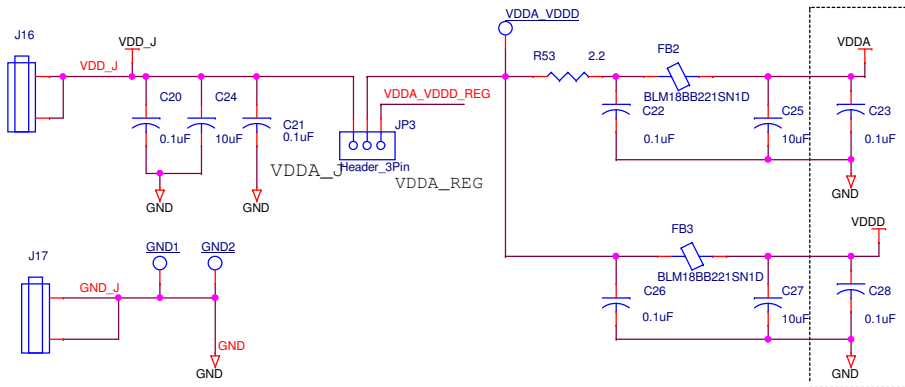 VDDA_VDDD
J16
VDD_J
VDD_J
R53
2.2
FB2
VDDA
C20
C24
VDDA_VDDD_REG
BLM18BB221SN1D
C22
C25
C23
0.1uF
10uF
C21
0.1uF
JP3
0.1uF
10uF
0.1uF
Header_3Pin
VDDA_J
VDDA_REG
GND
GND
GND
VDDD
J17
GND1
GND2
FB3
BLM18BB221SN1D
GND_J
C26
C27
C28
0.1uF
10uF
0.1uF
GND
GND
GND